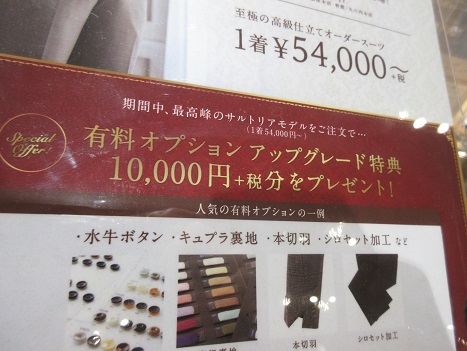 至極の高級仕立てオーダースーツ
1着¥54,000～
+税
期間中、最高峰のサルトリアモデルをご注文で…
(1着54,000円～)
Special Offer!
有料オプション アップグレード特典
10,000円+税分をプレゼント!
人気の有料オプションの一例
・水牛ボタン ・キュプラ裏地 ・本切羽 ・シロセット加工 など
本切羽
シロセット加工